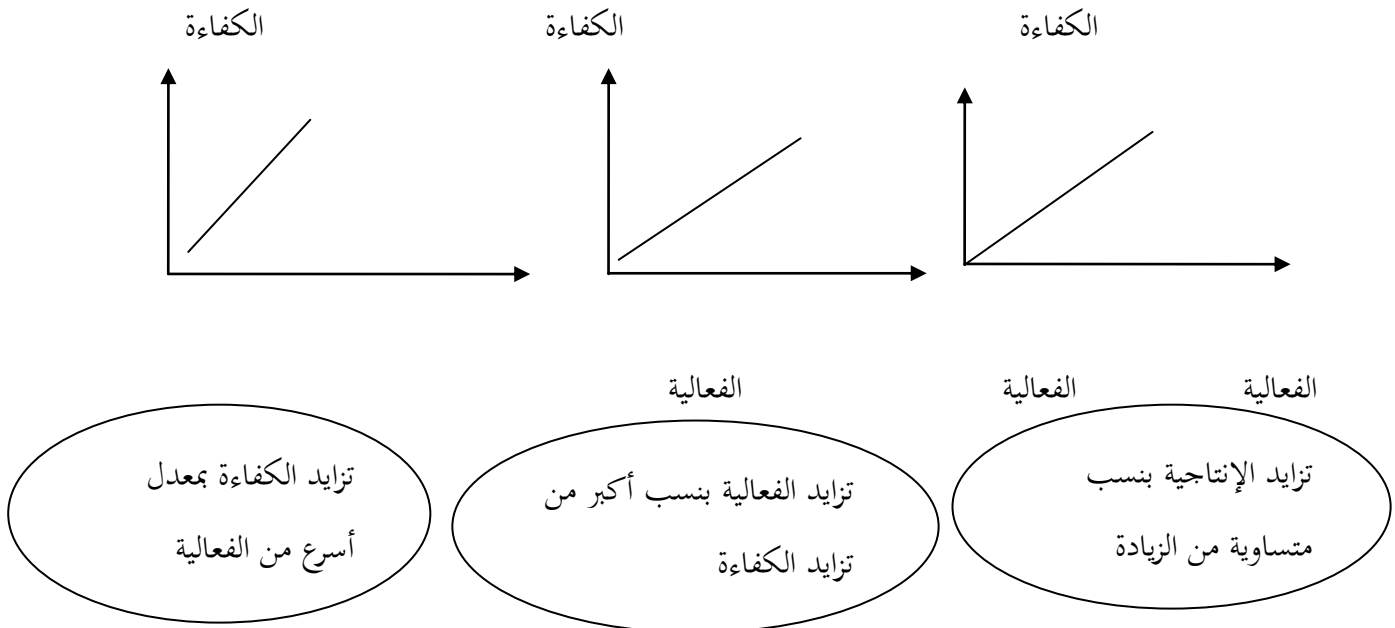 الكفاءة الكفاءة الكفاءة
الفعالية الفعالية الفعالية
تزايد الإنتاجية بنسب
متساوية من الزيادة
تزايد الفعالية بنسب أكبر من
تزايد الكفاءة
تزايد الكفاءة بمعدل
أسرع من الفعالية